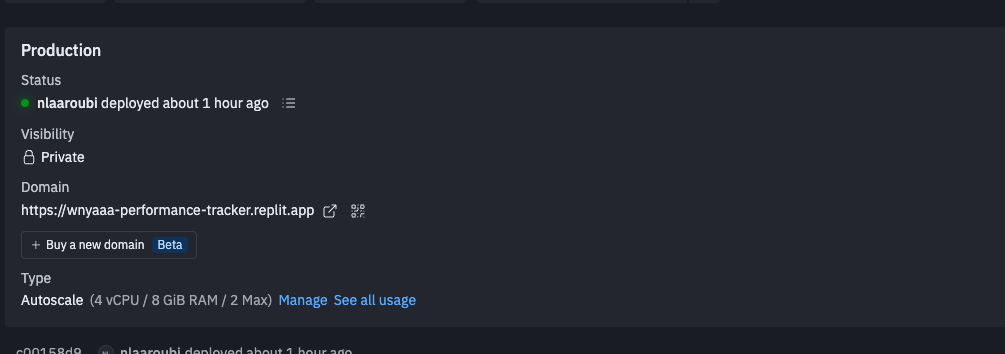 Production
Status
nlaaroubi deployed about 1 hour ago
Visibility
Private
Domain
https://wnyaaa-performance-tracker.replit.app
+ Buy a new domain Beta
Type
Autoscale (4 vCPU / 8 GiB RAM / 2 Max) Manage See all usage
c00158d9 nlaaroubi deployed about 1 hour ago